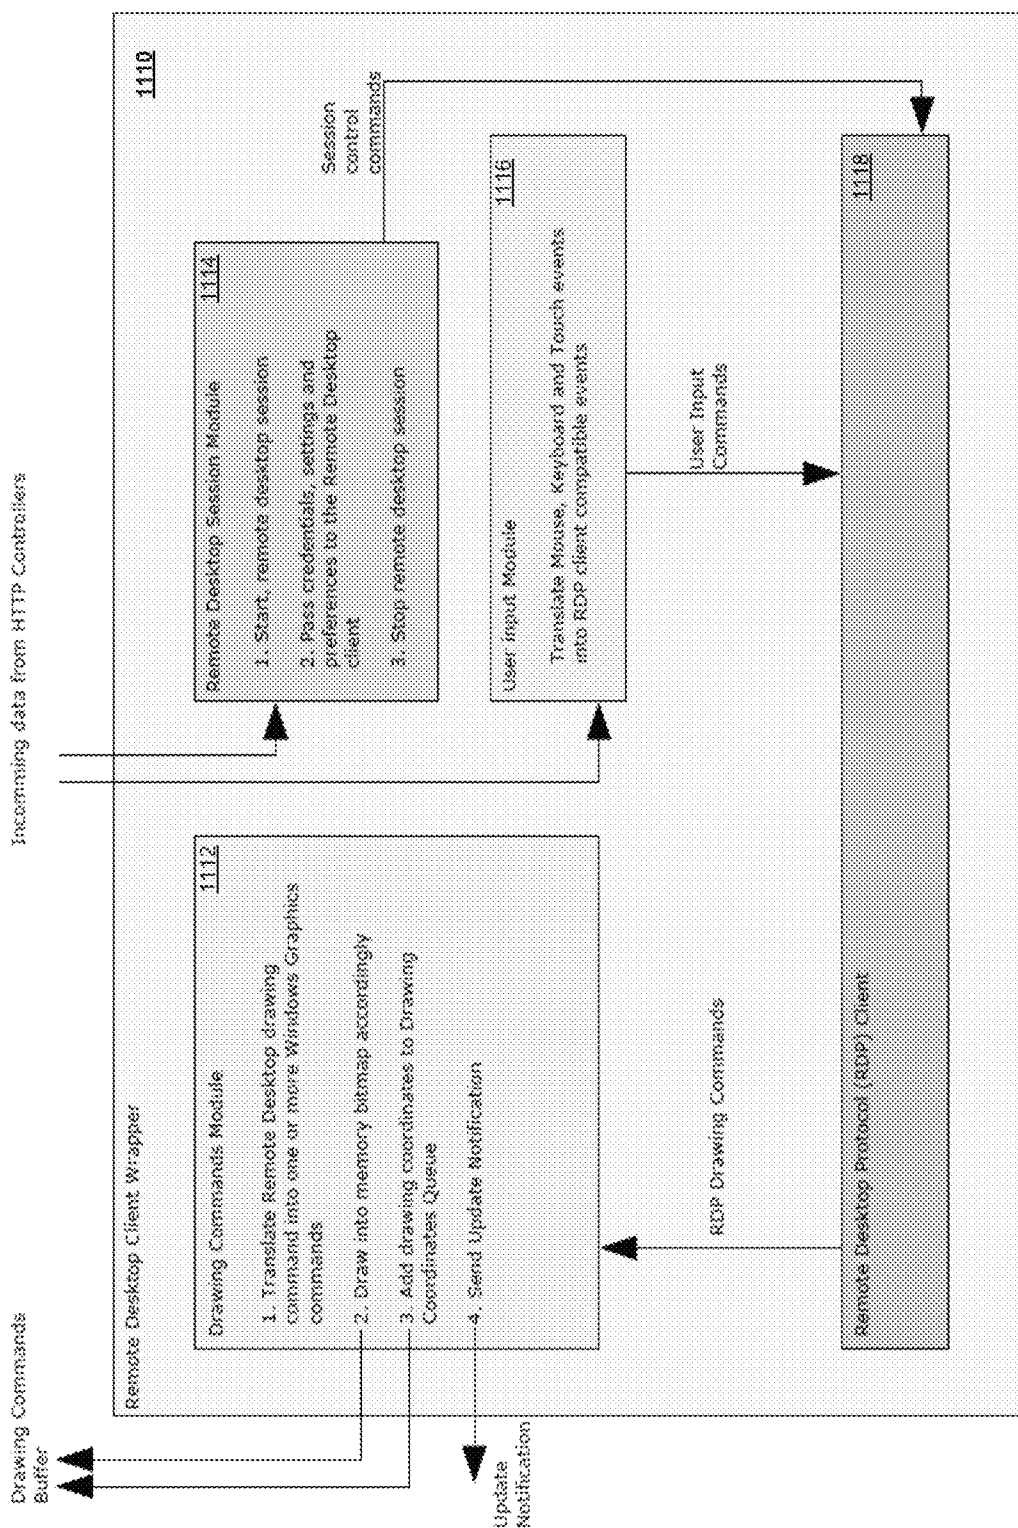 Drawing Commands
Buffer
Incomming data from HTTP Controllers
Remote Desktop Client Wrapper
1110
Drawing Commands Module
1112
1. Translate Remote Desktop drawing
command into one or more Windows Graphics
commands
2. Draw into memory bitmap accordingly
3. Add drawing coordinates to Drawing
Coordinates Queue
4. Send Update Notification
Update
Notification
Remote Desktop Session Module
1114
1. Start, remote desktop session
2. Pass credentials, settings and
preferences to the Remote Desktop
client
3. Stop remote desktop session
Session
control
commands
User Input Module
1116
Translate Mouse, Keyboard and Touch events
into RDP client compatible events
RDP Drawing Commands
User Input
Commands
Remote Desktop Protocol (RDP) Client
1118